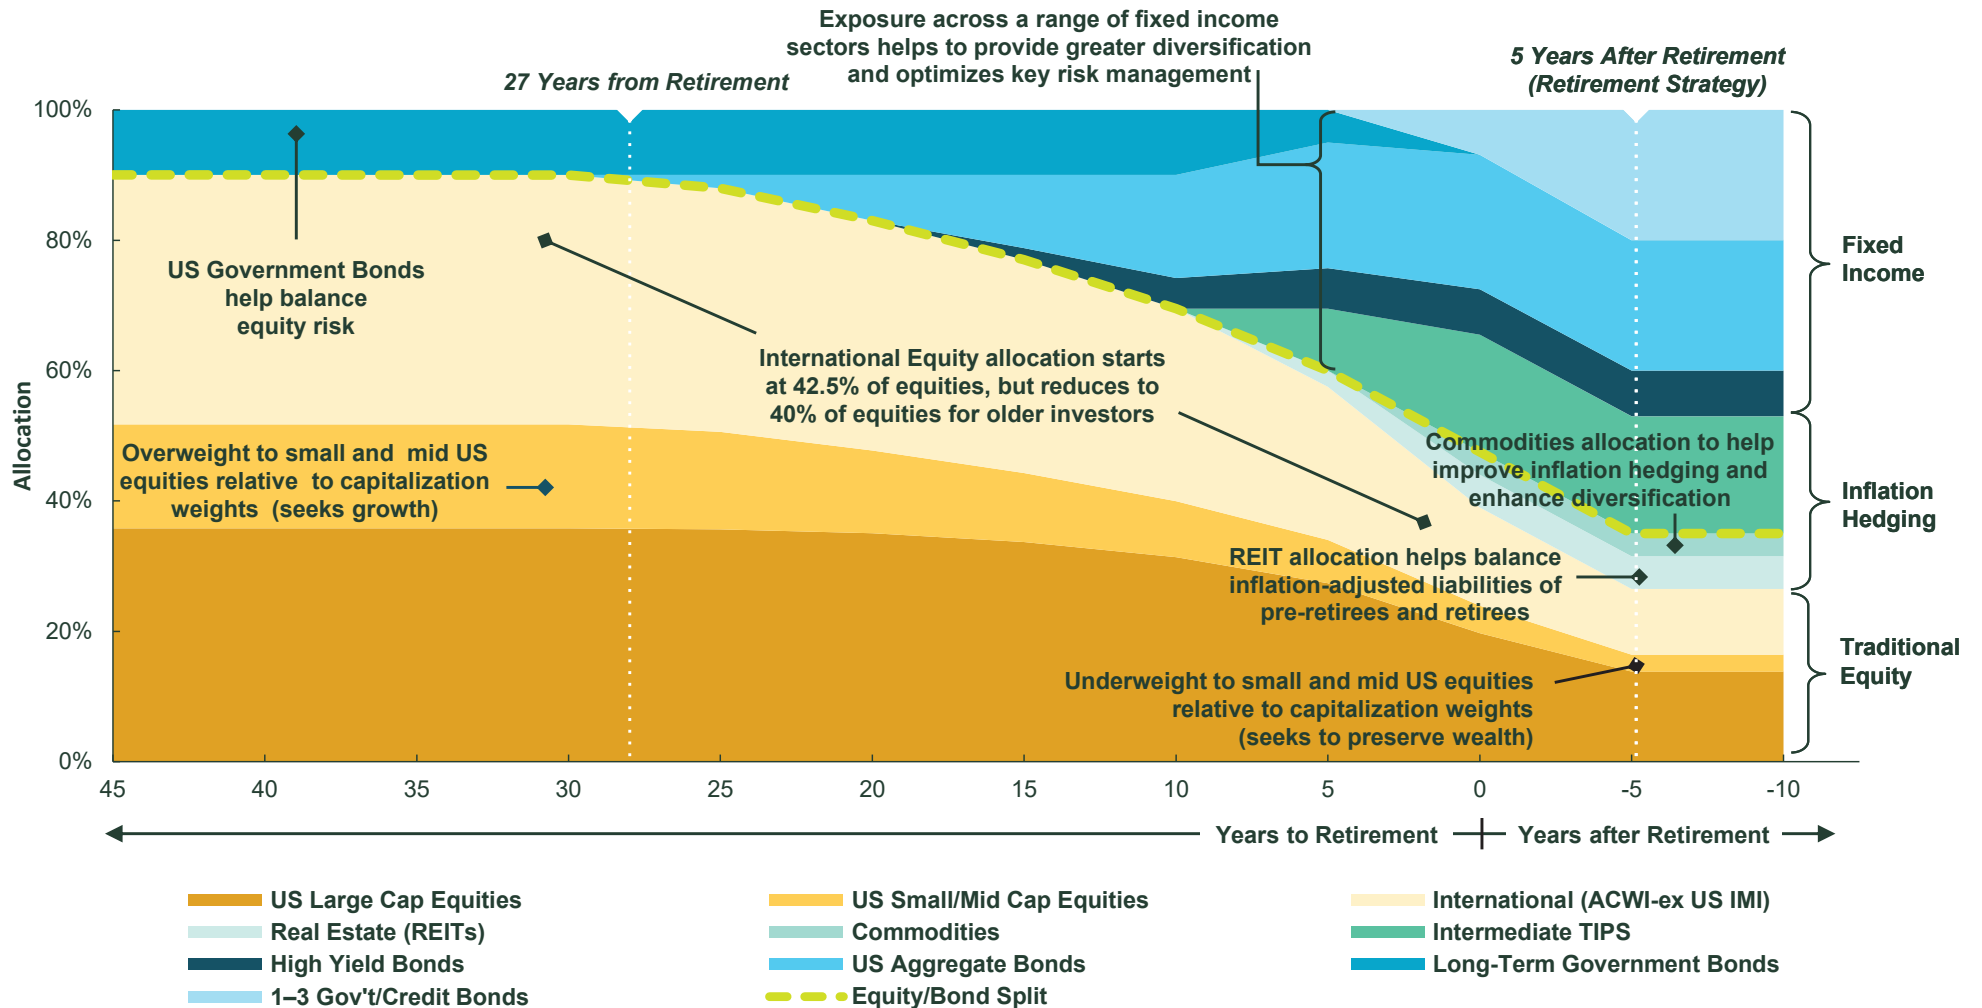 Exposure across a range of fixed income
sectors helps to provide greater diversification
and optimizes key risk management
27 Years from Retirement
5 Years After Retirement
(Retirement Strategy)
100%
80%
60%
40%
20%
0%
Allocation
US Government Bonds
help balance
equity risk
International Equity allocation starts
at 42.5% of equities, but reduces to
40% of equities for older investors
Overweight to small and mid US
equities relative to capitalization
weights (seeks growth)
Commodities allocation to help
improve inflation hedging and
enhance diversification
REIT allocation helps balance
inflation-adjusted liabilities of
pre-retirees and retirees
Underweight to small and mid US equities
relative to capitalization weights
(seeks to preserve wealth)
Fixed
Income
Inflation
Hedging
Traditional
Equity
45 40 35 30 25 20 15 10 5 0 -5 -10
Years to Retirement Years after Retirement
US Large Cap Equities US Small/Mid Cap Equities International (ACWI-ex US IMI)
Real Estate (REITs) Commodities Intermediate TIPS
High Yield Bonds US Aggregate Bonds Long-Term Government Bonds
1–3 Gov't/Credit Bonds Equity/Bond Split